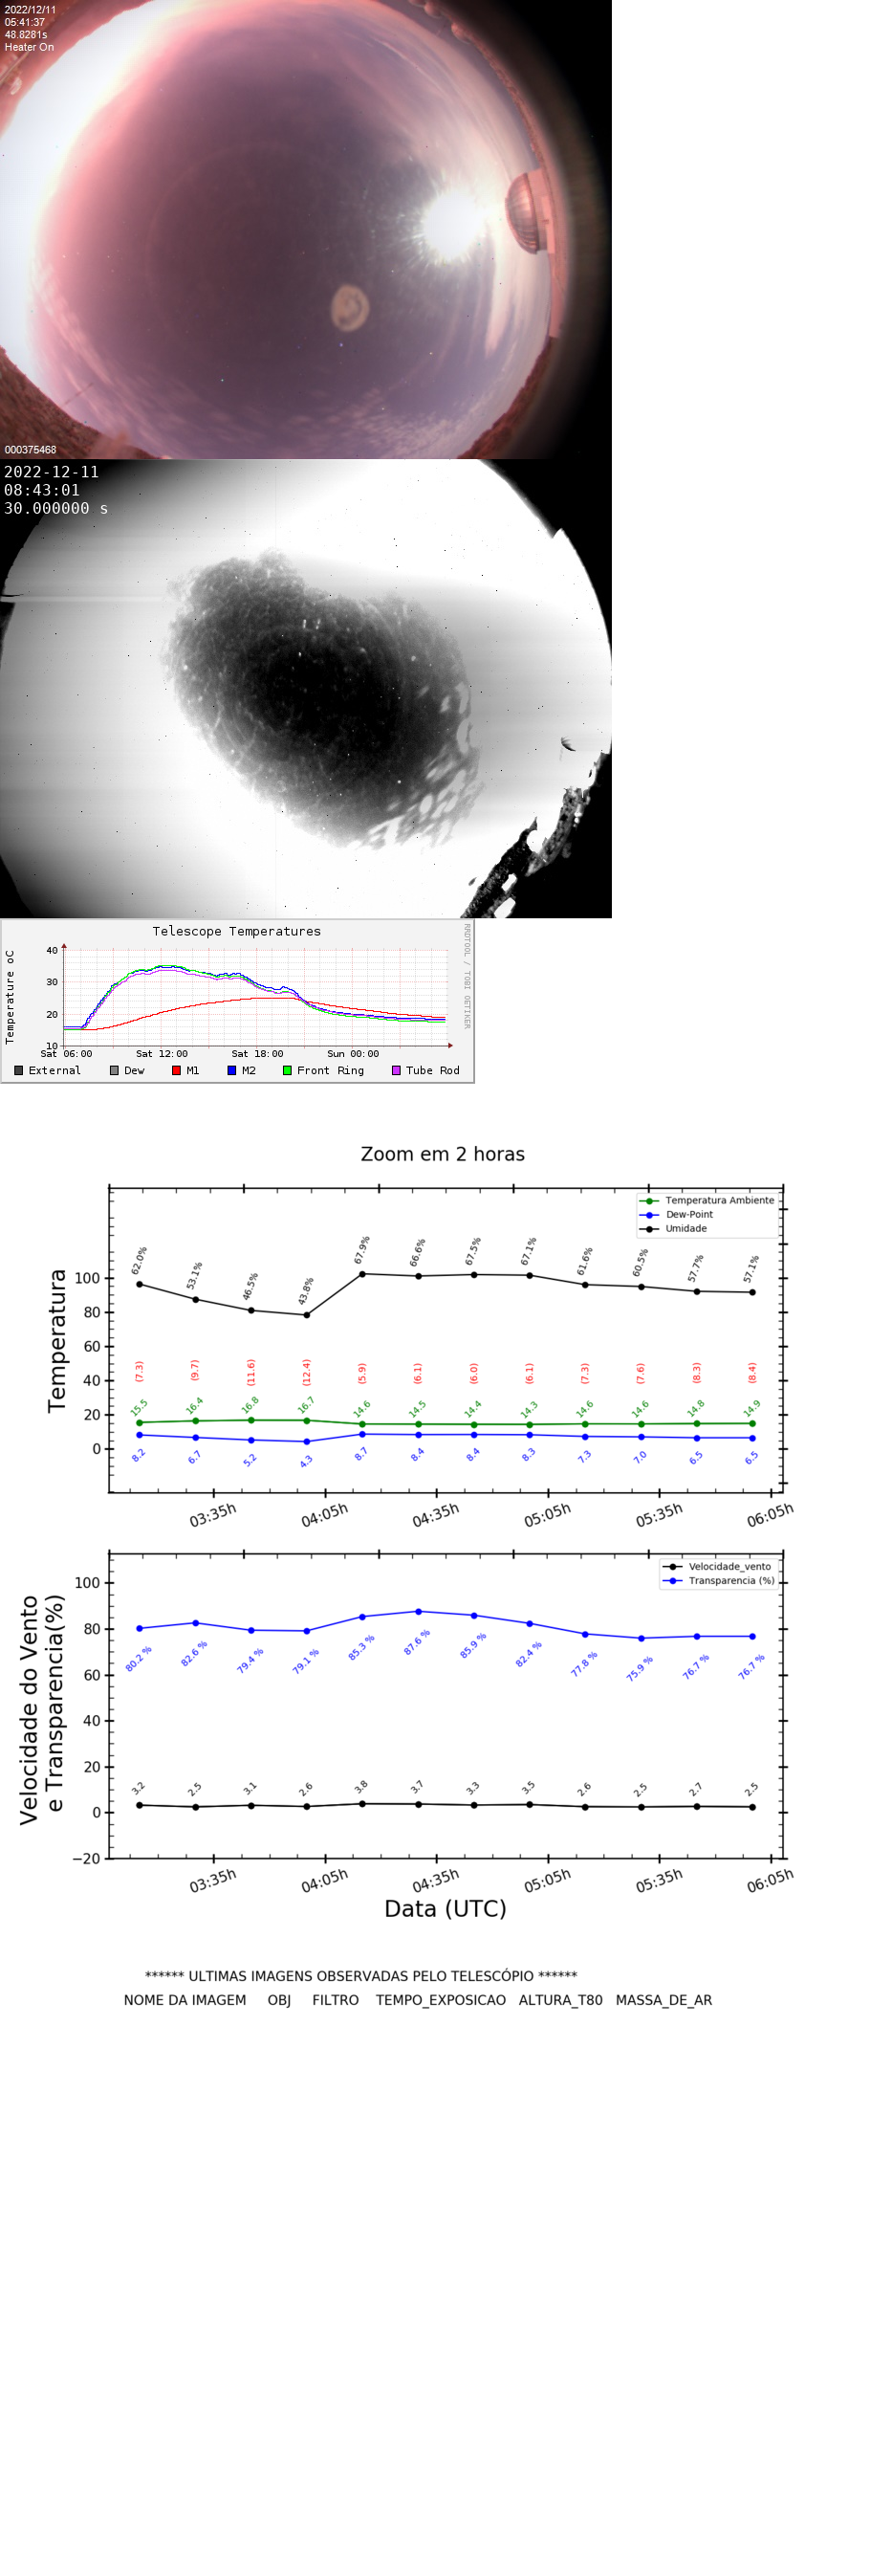 2022/12/11
05:41:37
48.8281s
Heater On
000375468
2022-12-11
08:43:01
30.000000 s
Telescope Temperatures
RRDTOOL / TOBI OETIKER
Temperature oC
40
30
20
10
Sat 06:00 Sat 12:00 Sat 18:00 Sun 00:00
External Dew M1 M2 Front Ring Tube Rod
Zoom em 2 horas
Temperatura Ambiente
Dew-Point
Umidade
Temperatura
100
80
60
40
20
0
62.0% 53.1% 46.5% 43.8% 67.9% 66.6% 67.5% 67.1% 61.6% 60.5% 57.7% 57.1%
(7.3) (9.7) (11.6) (12.4) (5.9) (6.1) (6.0) (6.1) (7.3) (7.6) (8.3) (8.4)
15.5 16.4 16.8 16.7 14.6 14.5 14.4 14.3 14.6 14.6 14.8 14.9
8.2 6.7 5.2 4.3 8.7 8.4 8.4 8.3 7.3 7.0 6.5 6.5
03:35h 04:05h 04:35h 05:05h 05:35h 06:05h
Velocidade_vento
Transparencia (%)
Velocidade do Vento
e Transparencia(%)
100
80
60
40
20
0
−20
80.2 % 82.6 % 79.4 % 79.1 % 85.3 % 87.6 % 85.9 % 82.4 % 77.8 % 75.9 % 76.7 % 76.7 %
3.2 2.5 3.1 2.6 3.8 3.7 3.3 3.5 2.6 2.5 2.7 2.5
03:35h 04:05h 04:35h 05:05h 05:35h 06:05h
Data (UTC)
****** ULTIMAS IMAGENS OBSERVADAS PELO TELESCÓPIO ******
NOME DA IMAGEM OBJ FILTRO TEMPO_EXPOSICAO ALTURA_T80 MASSA_DE_AR